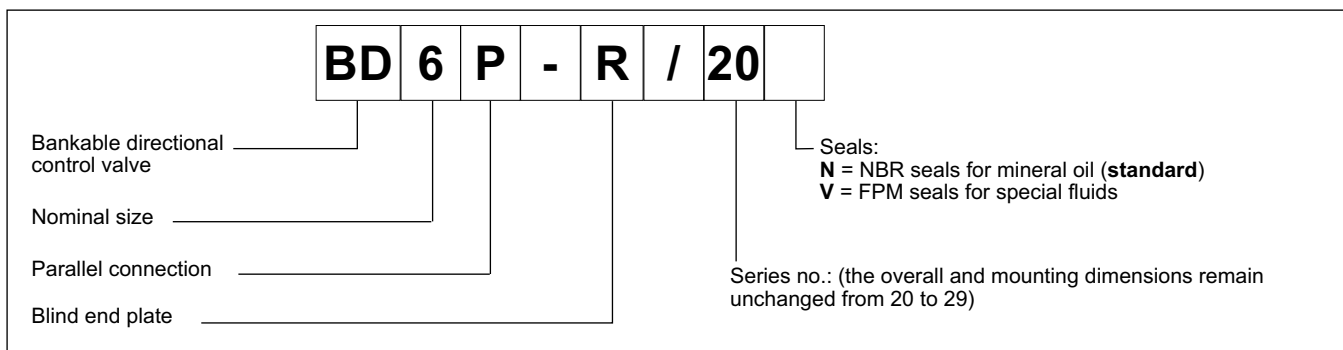 BD 6 P - R / 20
Bankable directional
control valve
Nominal size
Parallel connection
Blind end plate
Seals:
N = NBR seals for mineral oil (standard)
V = FPM seals for special fluids
Series no.: (the overall and mounting dimensions remain
unchanged from 20 to 29)